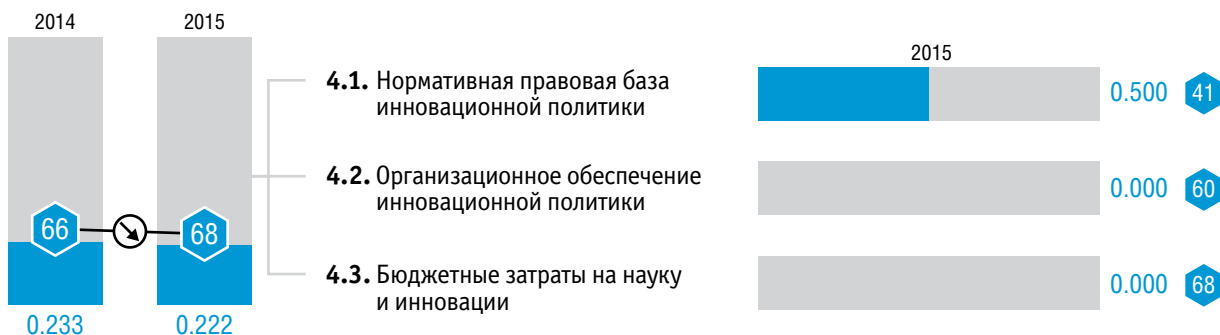 2014 2015
66 68
0.233 0.222
4.1. Нормативная правовая база
инновационной политики
4.2. Организационное обеспечение
инновационной политики
4.3. Бюджетные затраты на науку
и инновации
2015
0.500 41
0.000 60
0.000 68